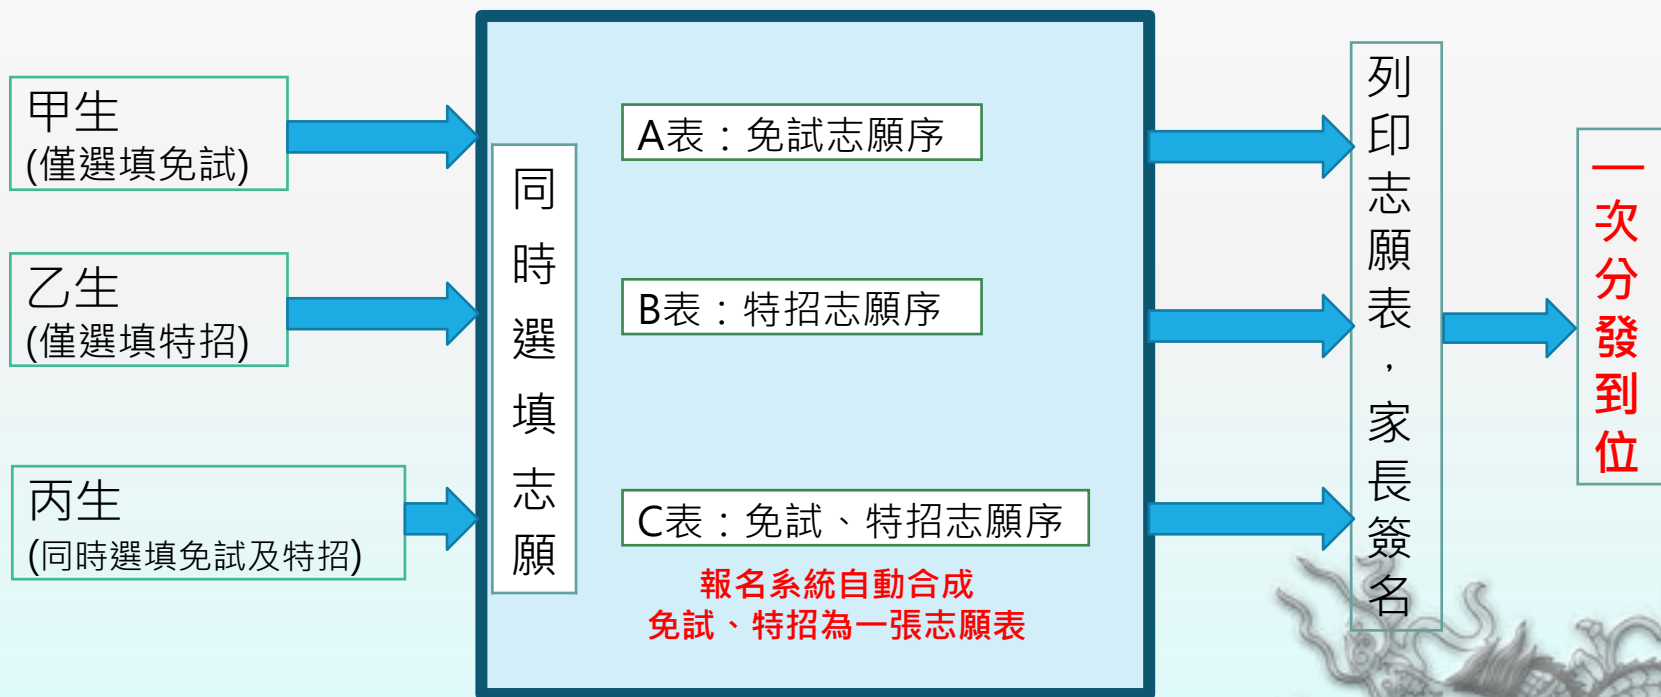 甲生
(僅選填免試)
乙生
(僅選填特招)
丙生
(同時選填免試及特招)
同時選填志願
A表：免試志願序
B表：特招志願序
C表：免試、特招志願序
報名系統自動合成
免試、特招為一張志願表
列印志願表，家長簽名
一次分發到位